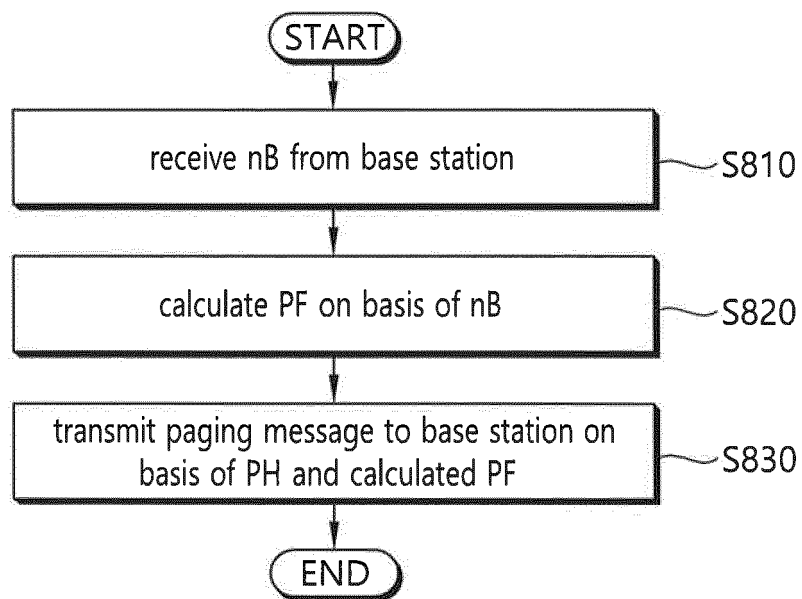 START
receive nB from base station
S810
calculate PF on basis of nB
S820
transmit paging message to base station on
basis of PH and calculated PF
S830
END